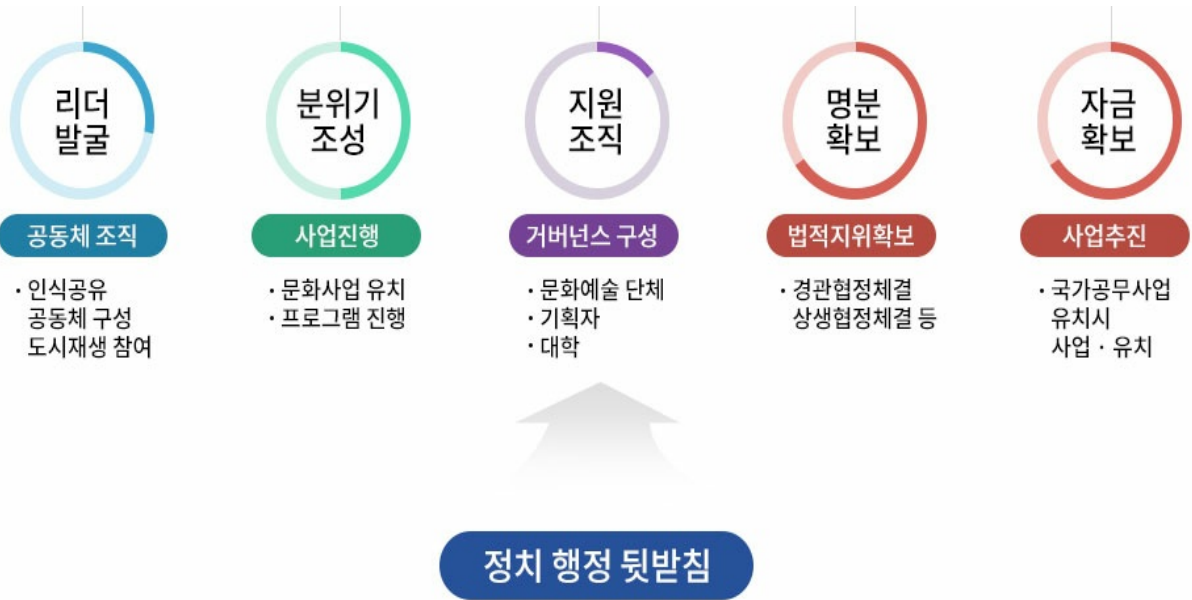 리더
발굴
분위기
조성
지원
조직
명분
확보
자금
확보
공동체 조직
사업진행
거버넌스 구성
법적지위확보
사업추진
· 인식공유
공동체 구성
도시재생 참여
· 문화사업 유치
· 프로그램 진행
· 문화예술 단체
· 기획자
· 대학
· 경관협정체결
상생협정체결 등
· 국가공무사업
유치시
사업 · 유치
정치 행정 뒷받침